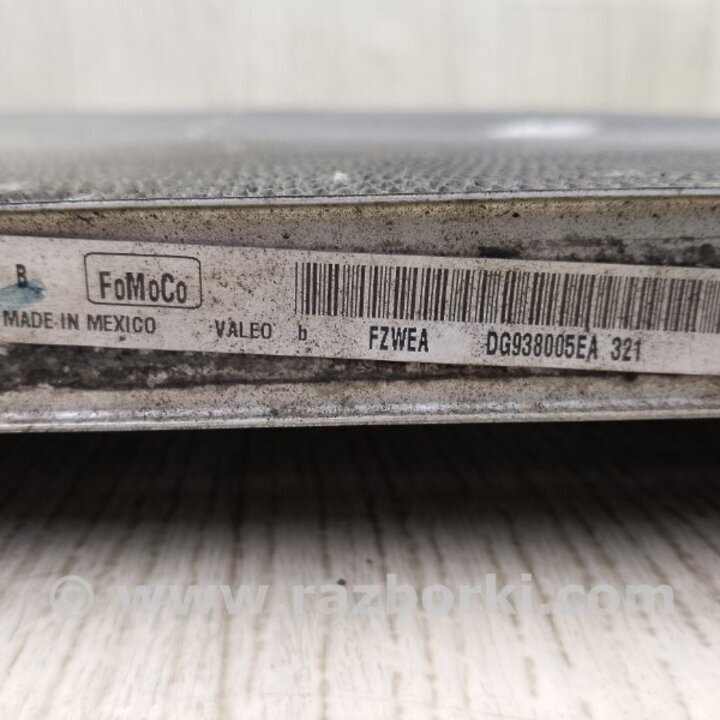 B FoMoCo
MADE IN MEXICO VALEO b FZWEA DG938005EA 321
© www.razborki.com